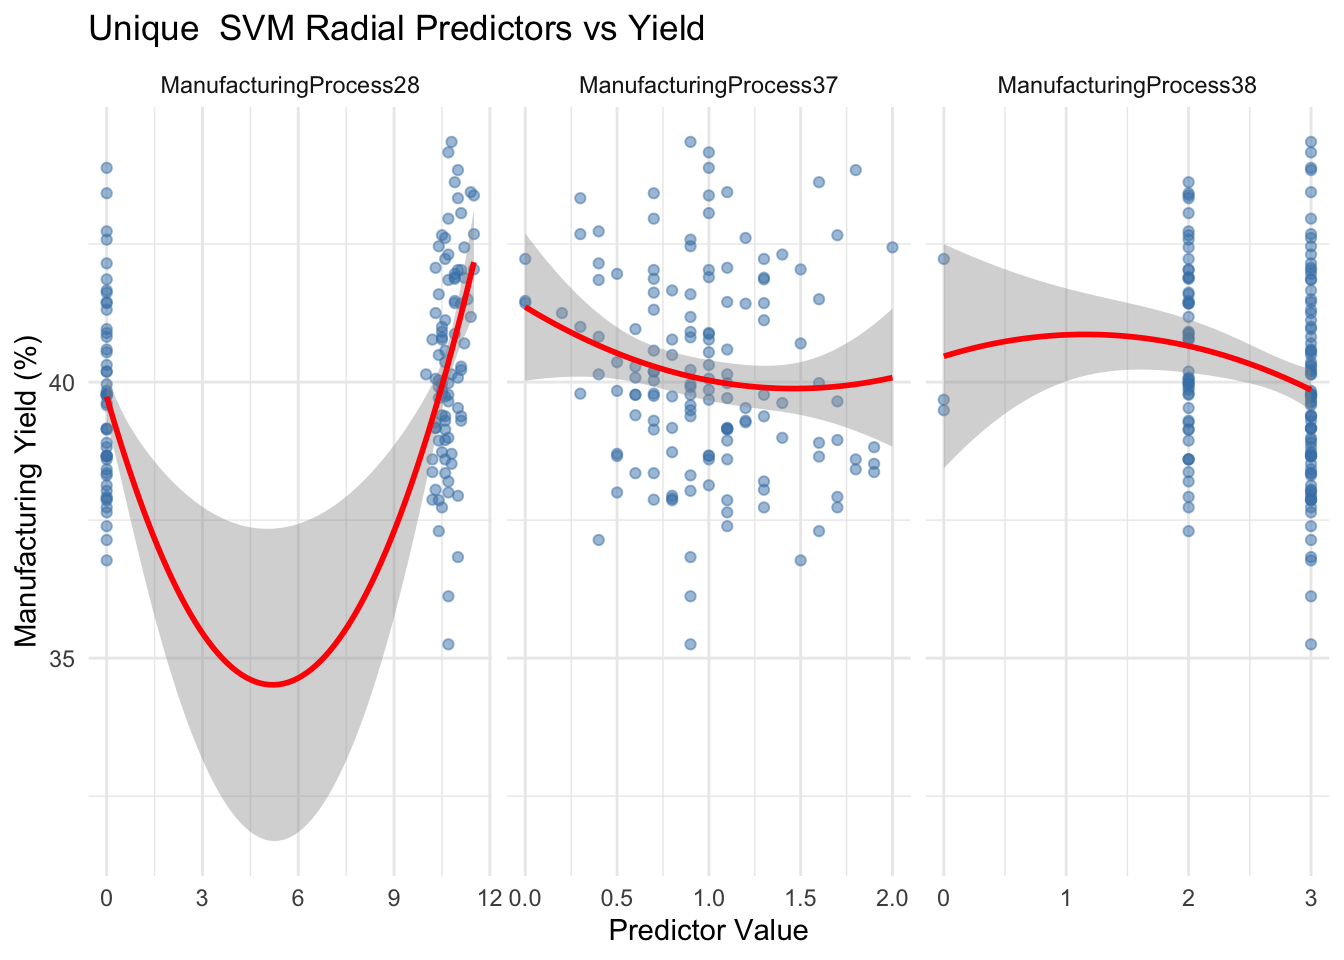 Unique  SVM Radial Predictors vs Yield
ManufacturingProcess28
ManufacturingProcess37
ManufacturingProcess38
Manufacturing Yield (%)
40
35
0 3 6 9 12
0.0 0.5 1.0 1.5 2.0
0 1 2 3
Predictor Value